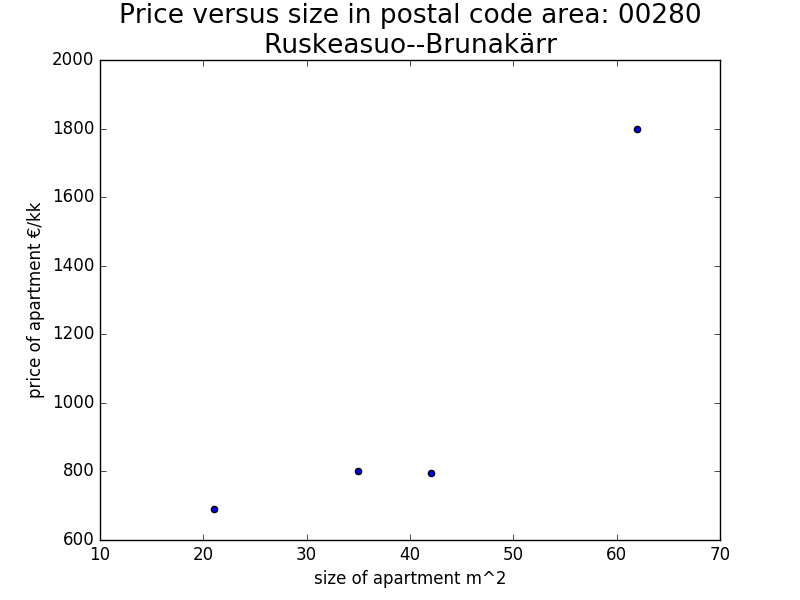 Price versus size in postal code area: 00280
Ruskeasuo--Brunakärr
2000
1800
1600
1400
1200
1000
800
600
price of apartment €/kk
10 20 30 40 50 60 70
size of apartment m^2